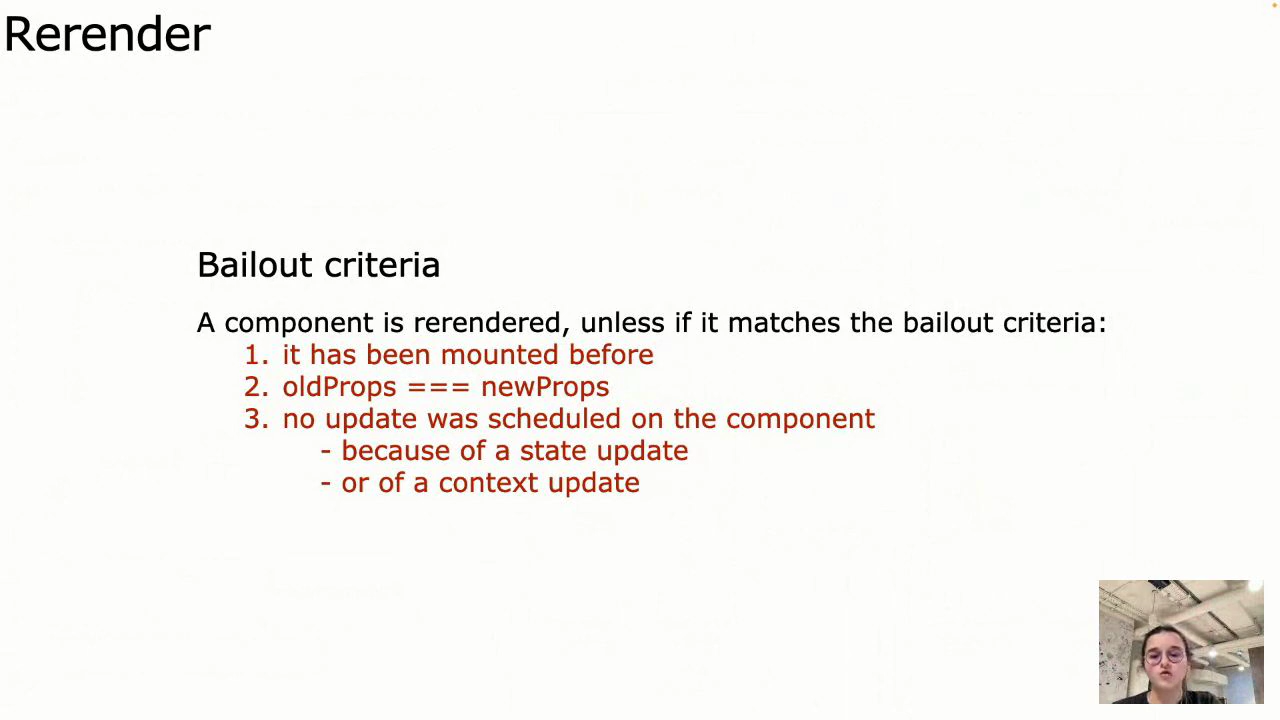 Rerender
Bailout criteria
A component is rerendered, unless if it matches the bailout criteria:
1. it has been mounted before
2. oldProps === newProps
3. no update was scheduled on the component
- because of a state update
- or of a context update